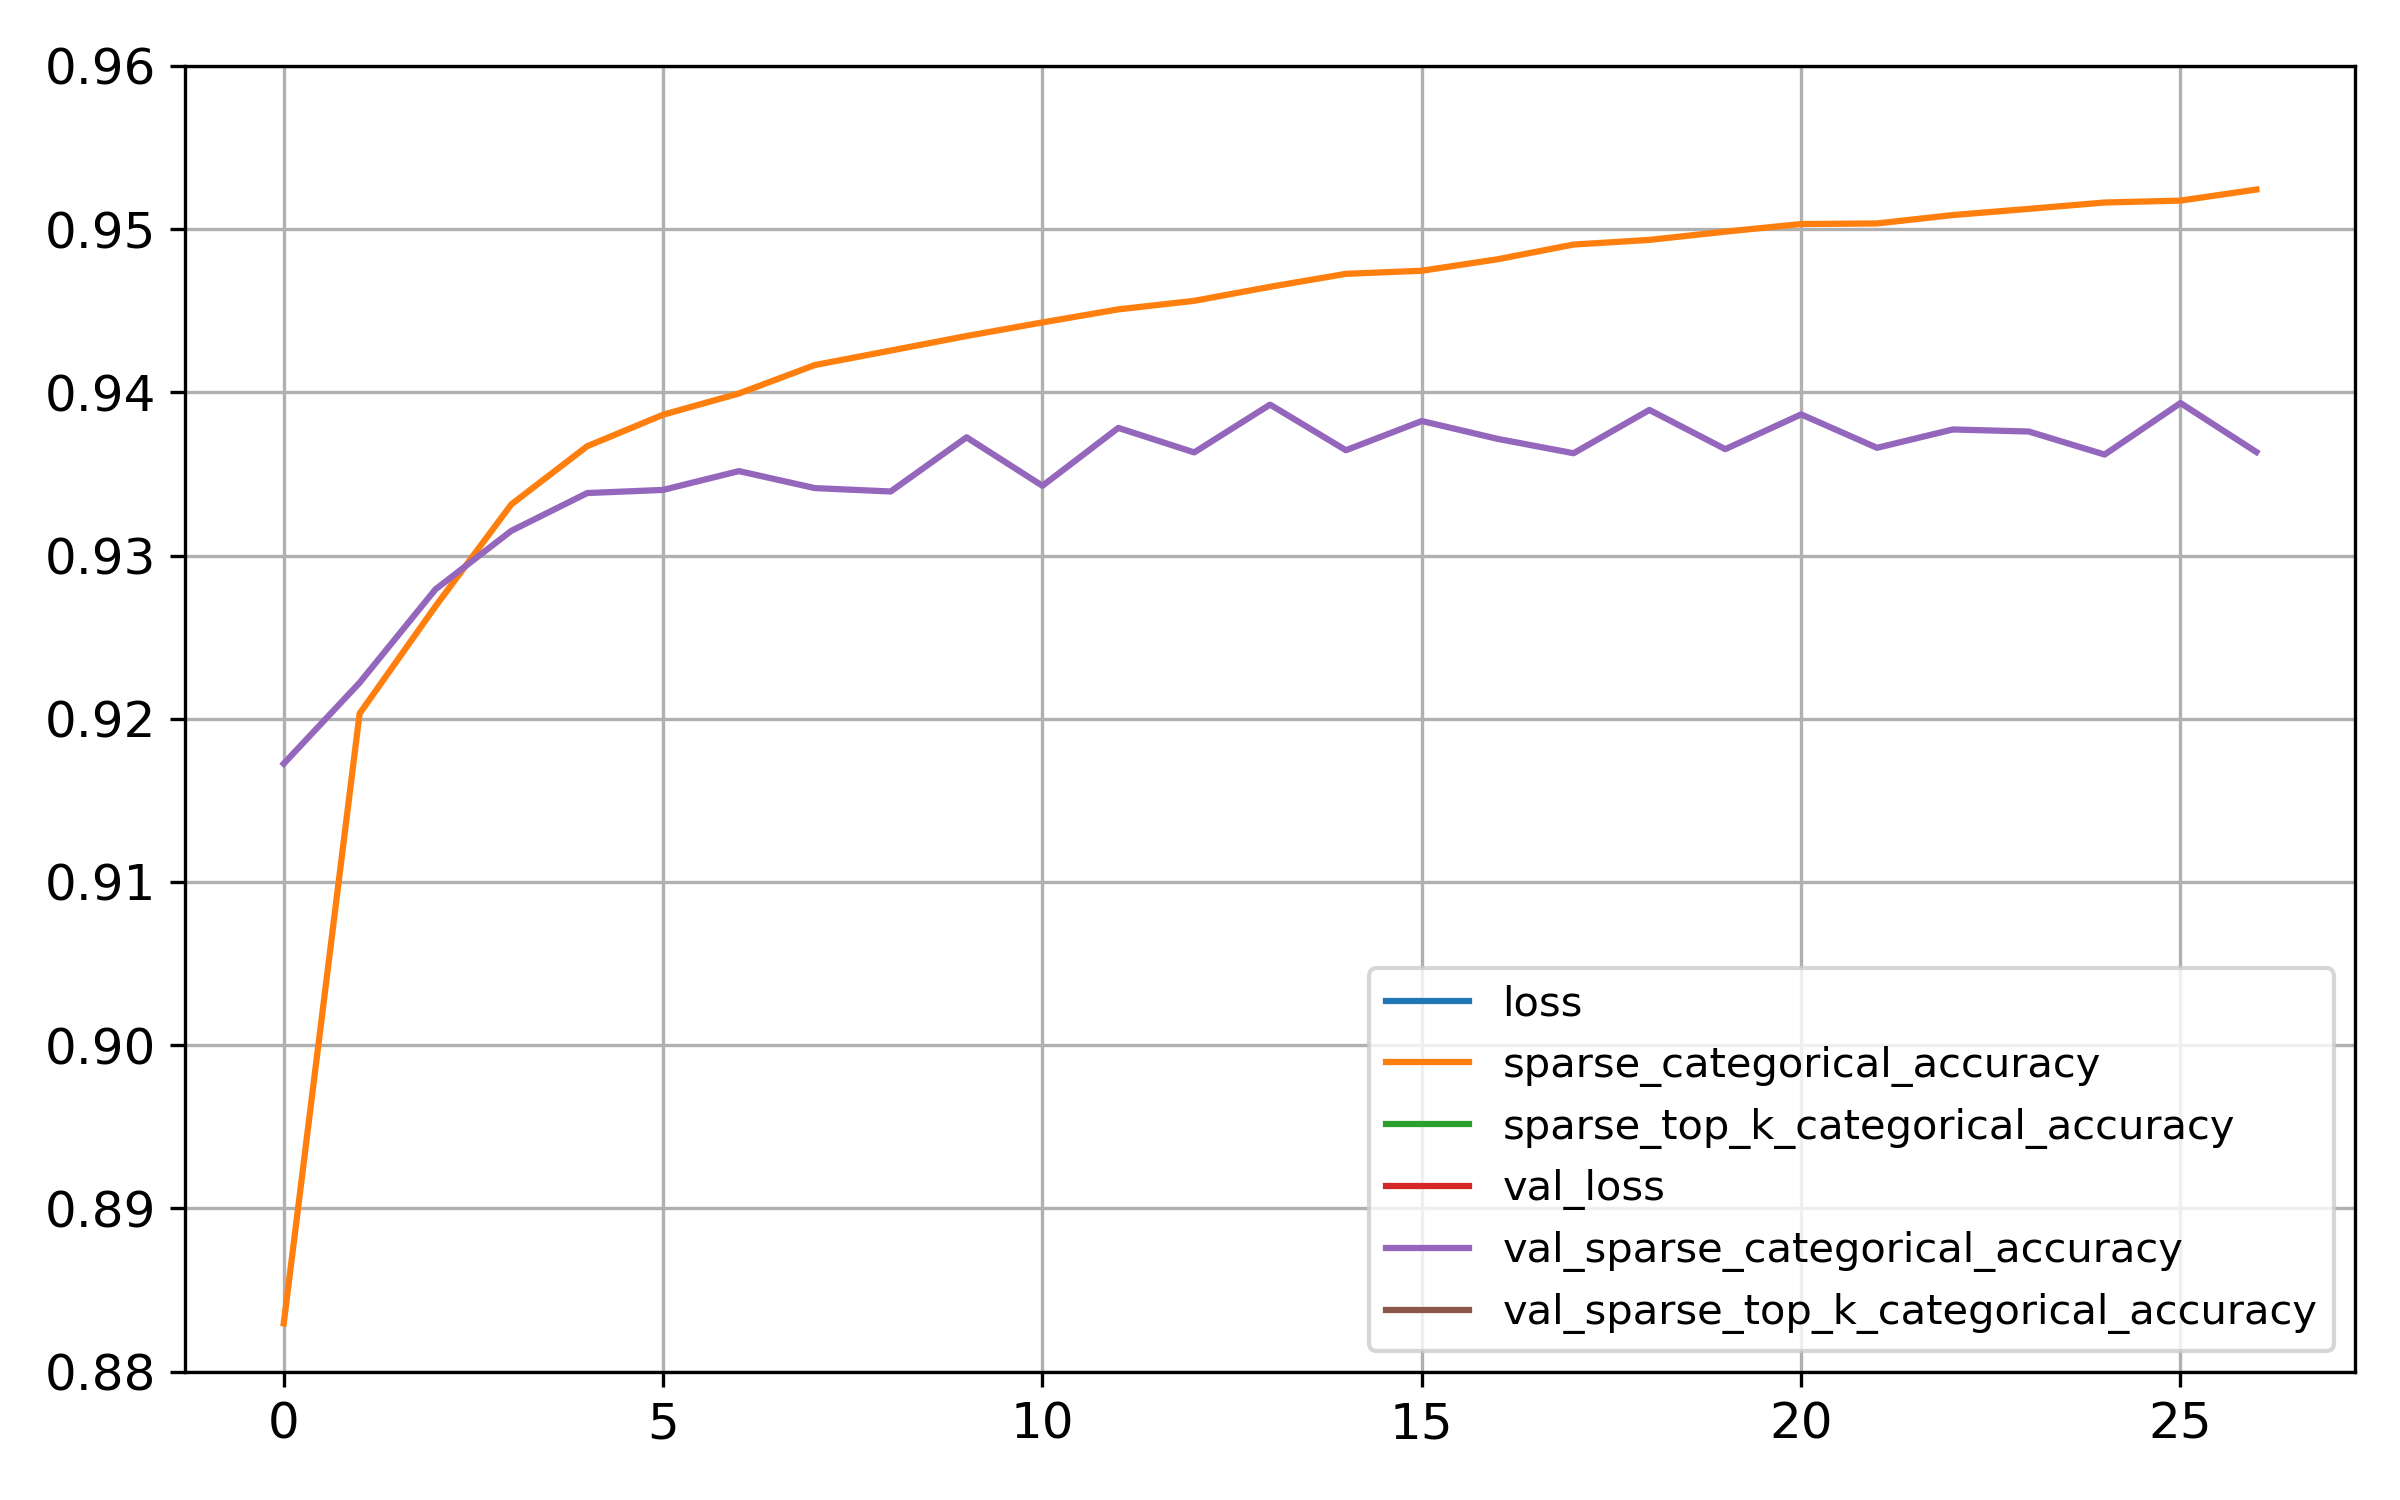 0.96
0.95
0.94
0.93
0.92
0.91
0.90
0.89
0.88
0 5 10 15 20 25
loss
sparse_categorical_accuracy
sparse_top_k_categorical_accuracy
val_loss
val_sparse_categorical_accuracy
val_sparse_top_k_categorical_accuracy